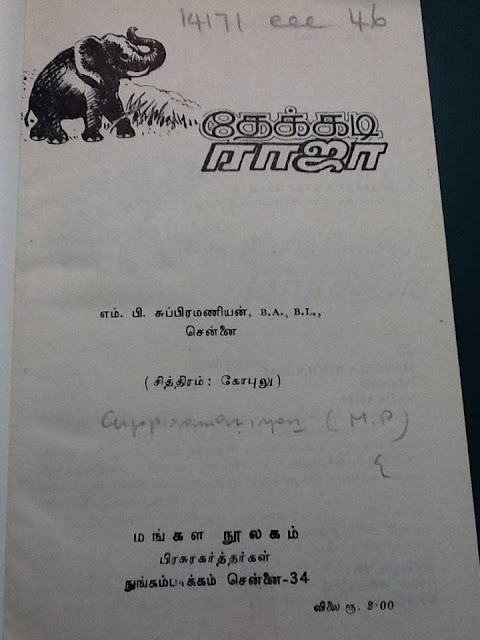 14171 eee 46
தேக்கடி
ராஜா
எம். பி. சுப்பிரமணியன், B.A., B.L.,
சென்னை
(சித்திரம் : கோபுலு)
Cuppiramaṇiyaṉ (M.P)
மங்கள நூலகம்
பிரசுரகர்த்தர்கள்
நுங்கம்பாக்கம் சென்னை-34
விலை ரூ. 2·00